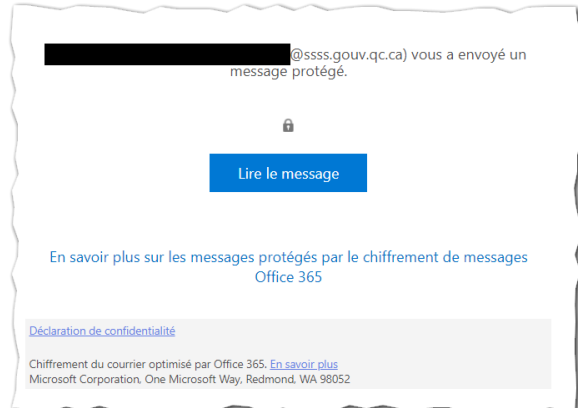 @ssss.gouv.qc.ca) vous a envoyé un
message protégé.
Lire le message
En savoir plus sur les messages protégés par le chiffrement de messages
Office 365
Déclaration de confidentialité
Chiffrement du courrier optimisé par Office 365. En savoir plus
Microsoft Corporation, One Microsoft Way, Redmond, WA 98052